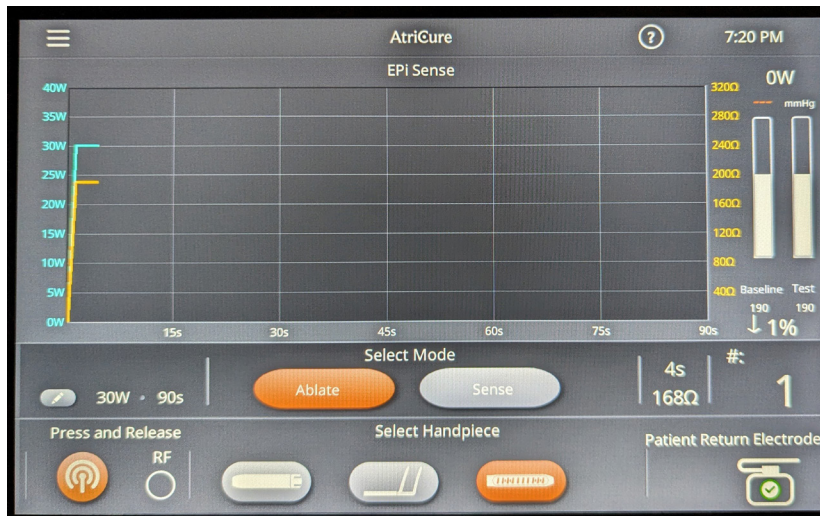 AtriCure
?
7:20 PM
EPi Sense
0W
40W
35W
30W
25W
20W
15W
10W
5W
0W
15s
30s
45s
60s
75s
90s
320Ω
280Ω
240Ω
200Ω
160Ω
120Ω
80Ω
40Ω
--- mmHg
Baseline Test
190 190
↓ 1%
Select Mode
30W • 90s
Ablate
Sense
4s
168Ω
#:
1
Press and Release
RF
Select Handpiece
Patient Return Electrode